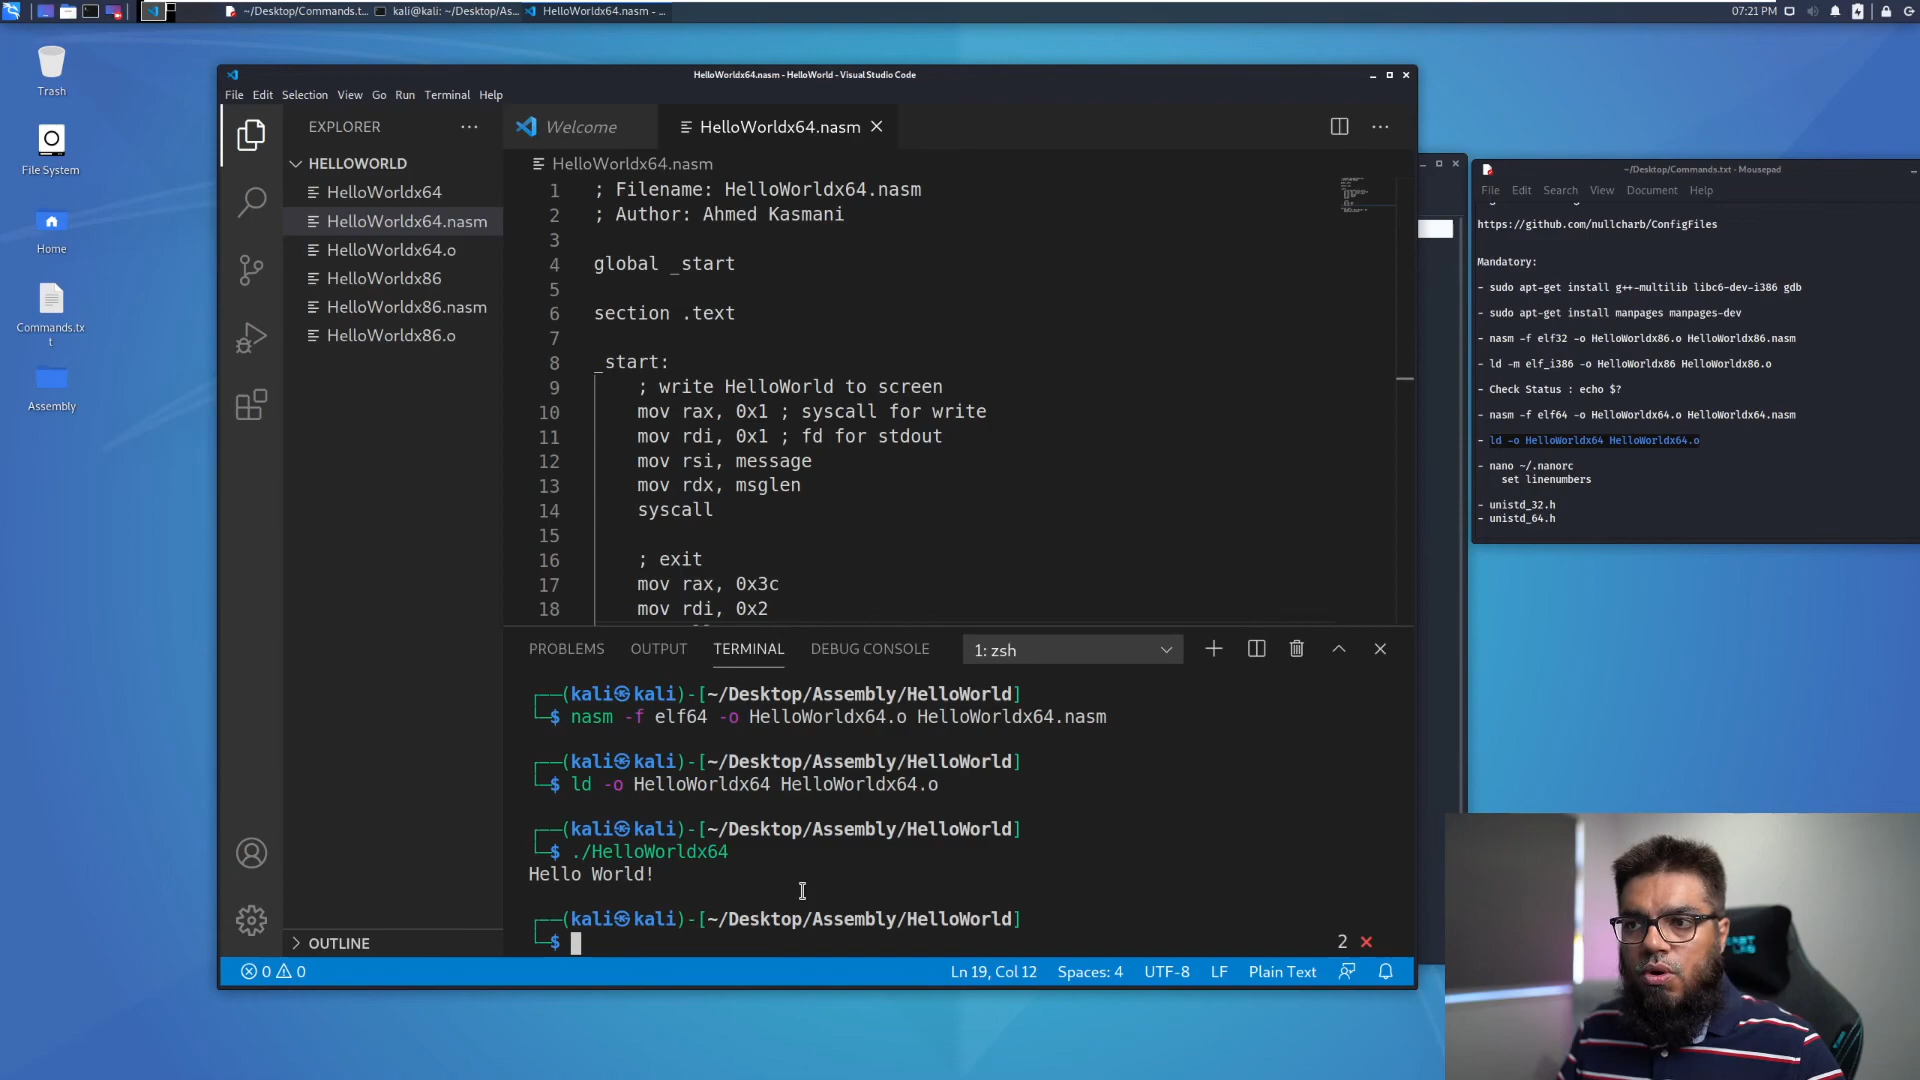 ~/Desktop/Commands.t...
kali@kali: ~/Desktop/As...
HelloWorldx64.nasm - ...
07:21 PM
Trash
File System
Home
Commands.tx
t
Assembly
HelloWorldx64.nasm - HelloWorld - Visual Studio Code
File Edit Selection View Go Run Terminal Help
EXPLORER
HELLOWORLD
HelloWorldx64
HelloWorldx64.nasm
HelloWorldx64.o
HelloWorldx86
HelloWorldx86.nasm
HelloWorldx86.o
OUTLINE
Welcome
HelloWorldx64.nasm
HelloWorldx64.nasm
1 ; Filename: HelloWorldx64.nasm
2 ; Author: Ahmed Kasmani
3
4 global _start
5
6 section .text
7
8 _start:
9 ; write HelloWorld to screen
10 mov rax, 0x1 ; syscall for write
11 mov rdi, 0x1 ; fd for stdout
12 mov rsi, message
13 mov rdx, msglen
14 syscall
15
16 ; exit
17 mov rax, 0x3c
18 mov rdi, 0x2
PROBLEMS OUTPUT TERMINAL DEBUG CONSOLE
1: zsh
┌──(kali㉿kali)-[~/Desktop/Assembly/HelloWorld]
└─$ nasm -f elf64 -o HelloWorldx64.o HelloWorldx64.nasm
┌──(kali㉿kali)-[~/Desktop/Assembly/HelloWorld]
└─$ ld -o HelloWorldx64 HelloWorldx64.o
┌──(kali㉿kali)-[~/Desktop/Assembly/HelloWorld]
└─$ ./HelloWorldx64
Hello World!
┌──(kali㉿kali)-[~/Desktop/Assembly/HelloWorld]
└─$
2 ×
0 0
Ln 19, Col 12 Spaces: 4 UTF-8 LF Plain Text
~/Desktop/Commands.txt - Mousepad
File Edit Search View Document Help
https://github.com/nullcharb/ConfigFiles
Mandatory:
- sudo apt-get install g++-multilib libc6-dev-i386 gdb
- sudo apt-get install manpages manpages-dev
- nasm -f elf32 -o HelloWorldx86.o HelloWorldx86.nasm
- ld -m elf_i386 -o HelloWorldx86 HelloWorldx86.o
- Check Status : echo $?
- nasm -f elf64 -o HelloWorldx64.o HelloWorldx64.nasm
- ld -o HelloWorldx64 HelloWorldx64.o
- nano ~/.nanorc
set linenumbers
- unistd_32.h
- unistd_64.h